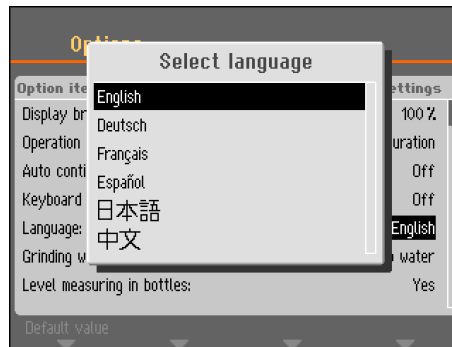 Select language
English
Deutsch
Français
Español
日本語
中文
Option ite ettings
Display br 100 %
Operation uration
Auto conti Off
Keyboard Off
Language: English
Grinding w water
Level measuring in bottles: Yes
Default value